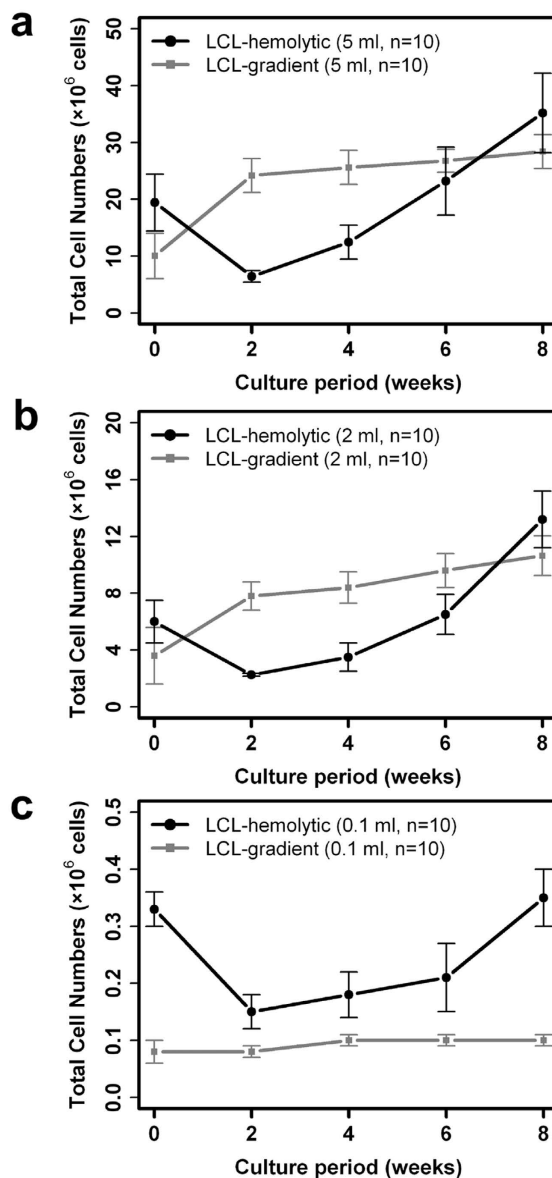 a
Total Cell Numbers (×10⁶ cells)
50
40
30
20
10
0
LCL-hemolytic (5 ml, n=10)
LCL-gradient (5 ml, n=10)
0 2 4 6 8
Culture period (weeks)
b
Total Cell Numbers (×10⁶ cells)
20
16
12
8
4
0
LCL-hemolytic (2 ml, n=10)
LCL-gradient (2 ml, n=10)
0 2 4 6 8
Culture period (weeks)
c
Total Cell Numbers (×10⁶ cells)
0.5
0.4
0.3
0.2
0.1
0.0
LCL-hemolytic (0.1 ml, n=10)
LCL-gradient (0.1 ml, n=10)
0 2 4 6 8
Culture period (weeks)